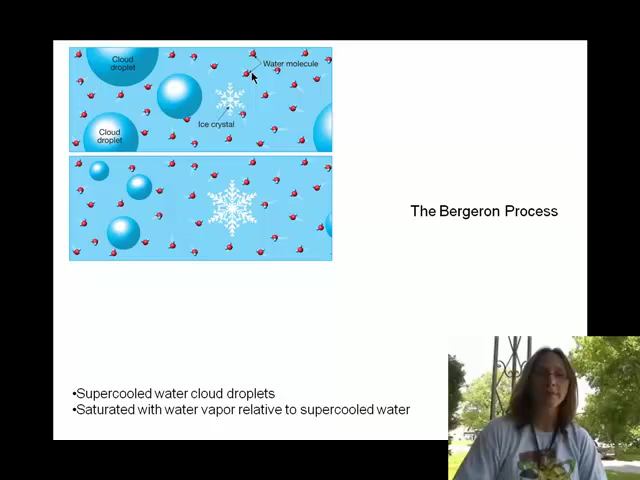 Cloud
droplet
Water molecule
Ice crystal
Cloud
droplet
The Bergeron Process
•Supercooled water cloud droplets
•Saturated with water vapor relative to supercooled water